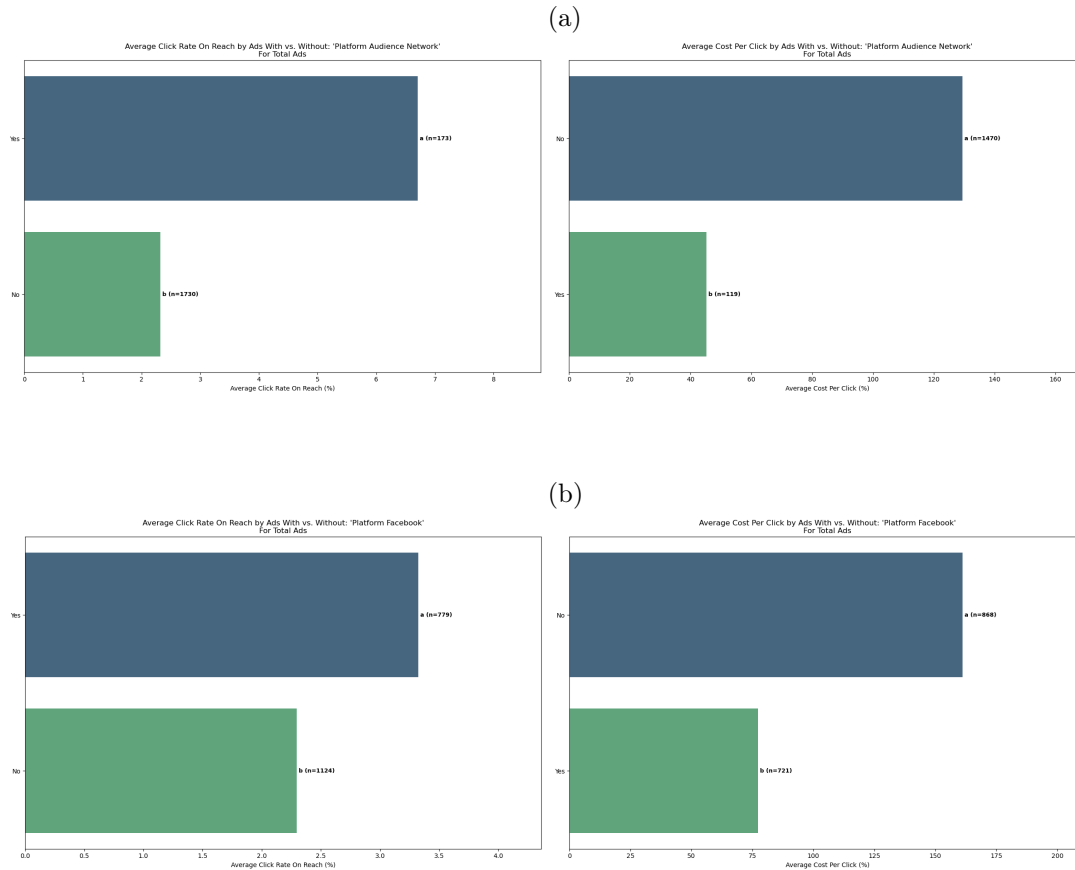 (a)
Average Click Rate On Reach by Ads With vs. Without: 'Platform Audience Network'
For Total Ads
Yes
a (n=173)
No
b (n=1730)
0 1 2 3 4 5 6 7 8
Average Click Rate On Reach (%)
Average Cost Per Click by Ads With vs. Without: 'Platform Audience Network'
For Total Ads
No
a (n=1470)
Yes
b (n=119)
0 20 40 60 80 100 120 140 160
Average Cost Per Click (%)
(b)
Average Click Rate On Reach by Ads With vs. Without: 'Platform Facebook'
For Total Ads
Yes
a (n=779)
No
b (n=1124)
0.0 0.5 1.0 1.5 2.0 2.5 3.0 3.5 4.0
Average Click Rate On Reach (%)
Average Cost Per Click by Ads With vs. Without: 'Platform Facebook'
For Total Ads
No
a (n=868)
Yes
b (n=721)
0 25 50 75 100 125 150 175 200
Average Cost Per Click (%)